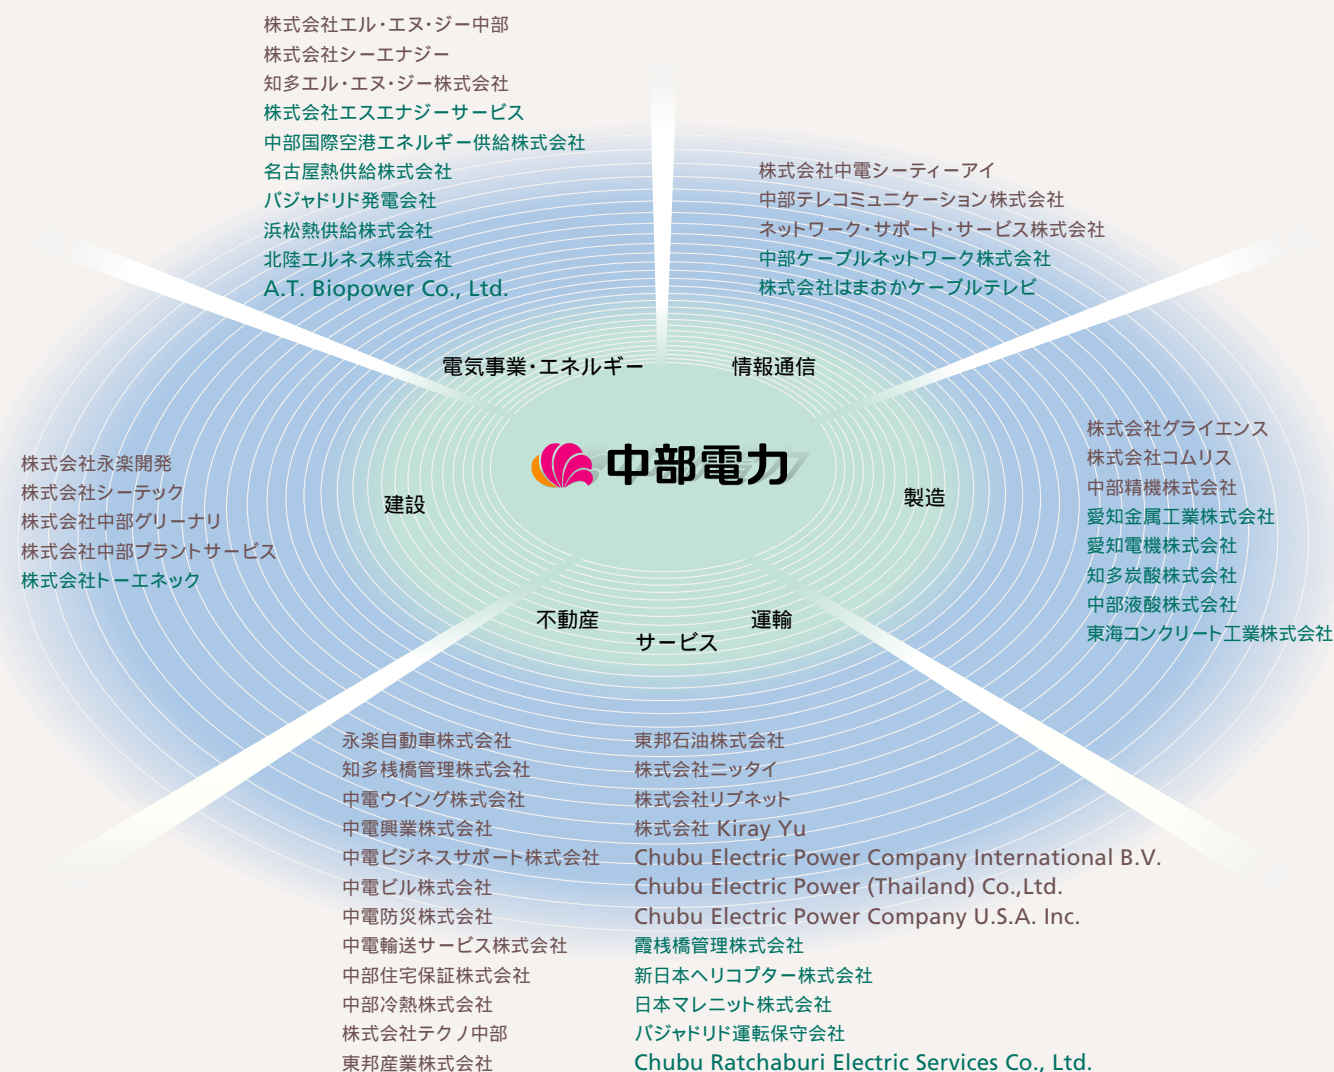 株式会社エル・エヌ・ジー中部
株式会社シーエナジー
知多エル・エヌ・ジー株式会社
株式会社エスエナジーサービス
中部国際空港エネルギー供給株式会社
名古屋熱供給株式会社
バジャドリド発電会社
浜松熱供給株式会社
北陸エルネス株式会社
A.T. Biopower Co., Ltd.
株式会社中電シーティーアイ
中部テレコミュニケーション株式会社
ネットワーク・サポート・サービス株式会社
中部ケーブルネットワーク株式会社
株式会社はまおかケーブルテレビ
電気事業・エネルギー
情報通信
株式会社永楽開発
株式会社シーテック
株式会社中部グリーナリ
株式会社中部プラントサービス
株式会社トーエネック
建設
中部電力
製造
株式会社グライエンス
株式会社コムリス
中部精機株式会社
愛知金属工業株式会社
愛知電機株式会社
知多炭酸株式会社
中部液酸株式会社
東海コンクリート工業株式会社
不動産
サービス
運輸
永楽自動車株式会社
知多桟橋管理株式会社
中電ウイング株式会社
中電興業株式会社
中電ビジネスサポート株式会社
中電ビル株式会社
中電防災株式会社
中電輸送サービス株式会社
中部住宅保証株式会社
中部冷熱株式会社
株式会社テクノ中部
東邦産業株式会社
東邦石油株式会社
株式会社ニッタイ
株式会社リブネット
株式会社 Kiray Yu
Chubu Electric Power Company International B.V.
Chubu Electric Power (Thailand) Co.,Ltd.
Chubu Electric Power Company U.S.A. Inc.
霞桟橋管理株式会社
新日本ヘリコプター株式会社
日本マレニット株式会社
バジャドリド運転保守会社
Chubu Ratchaburi Electric Services Co., Ltd.